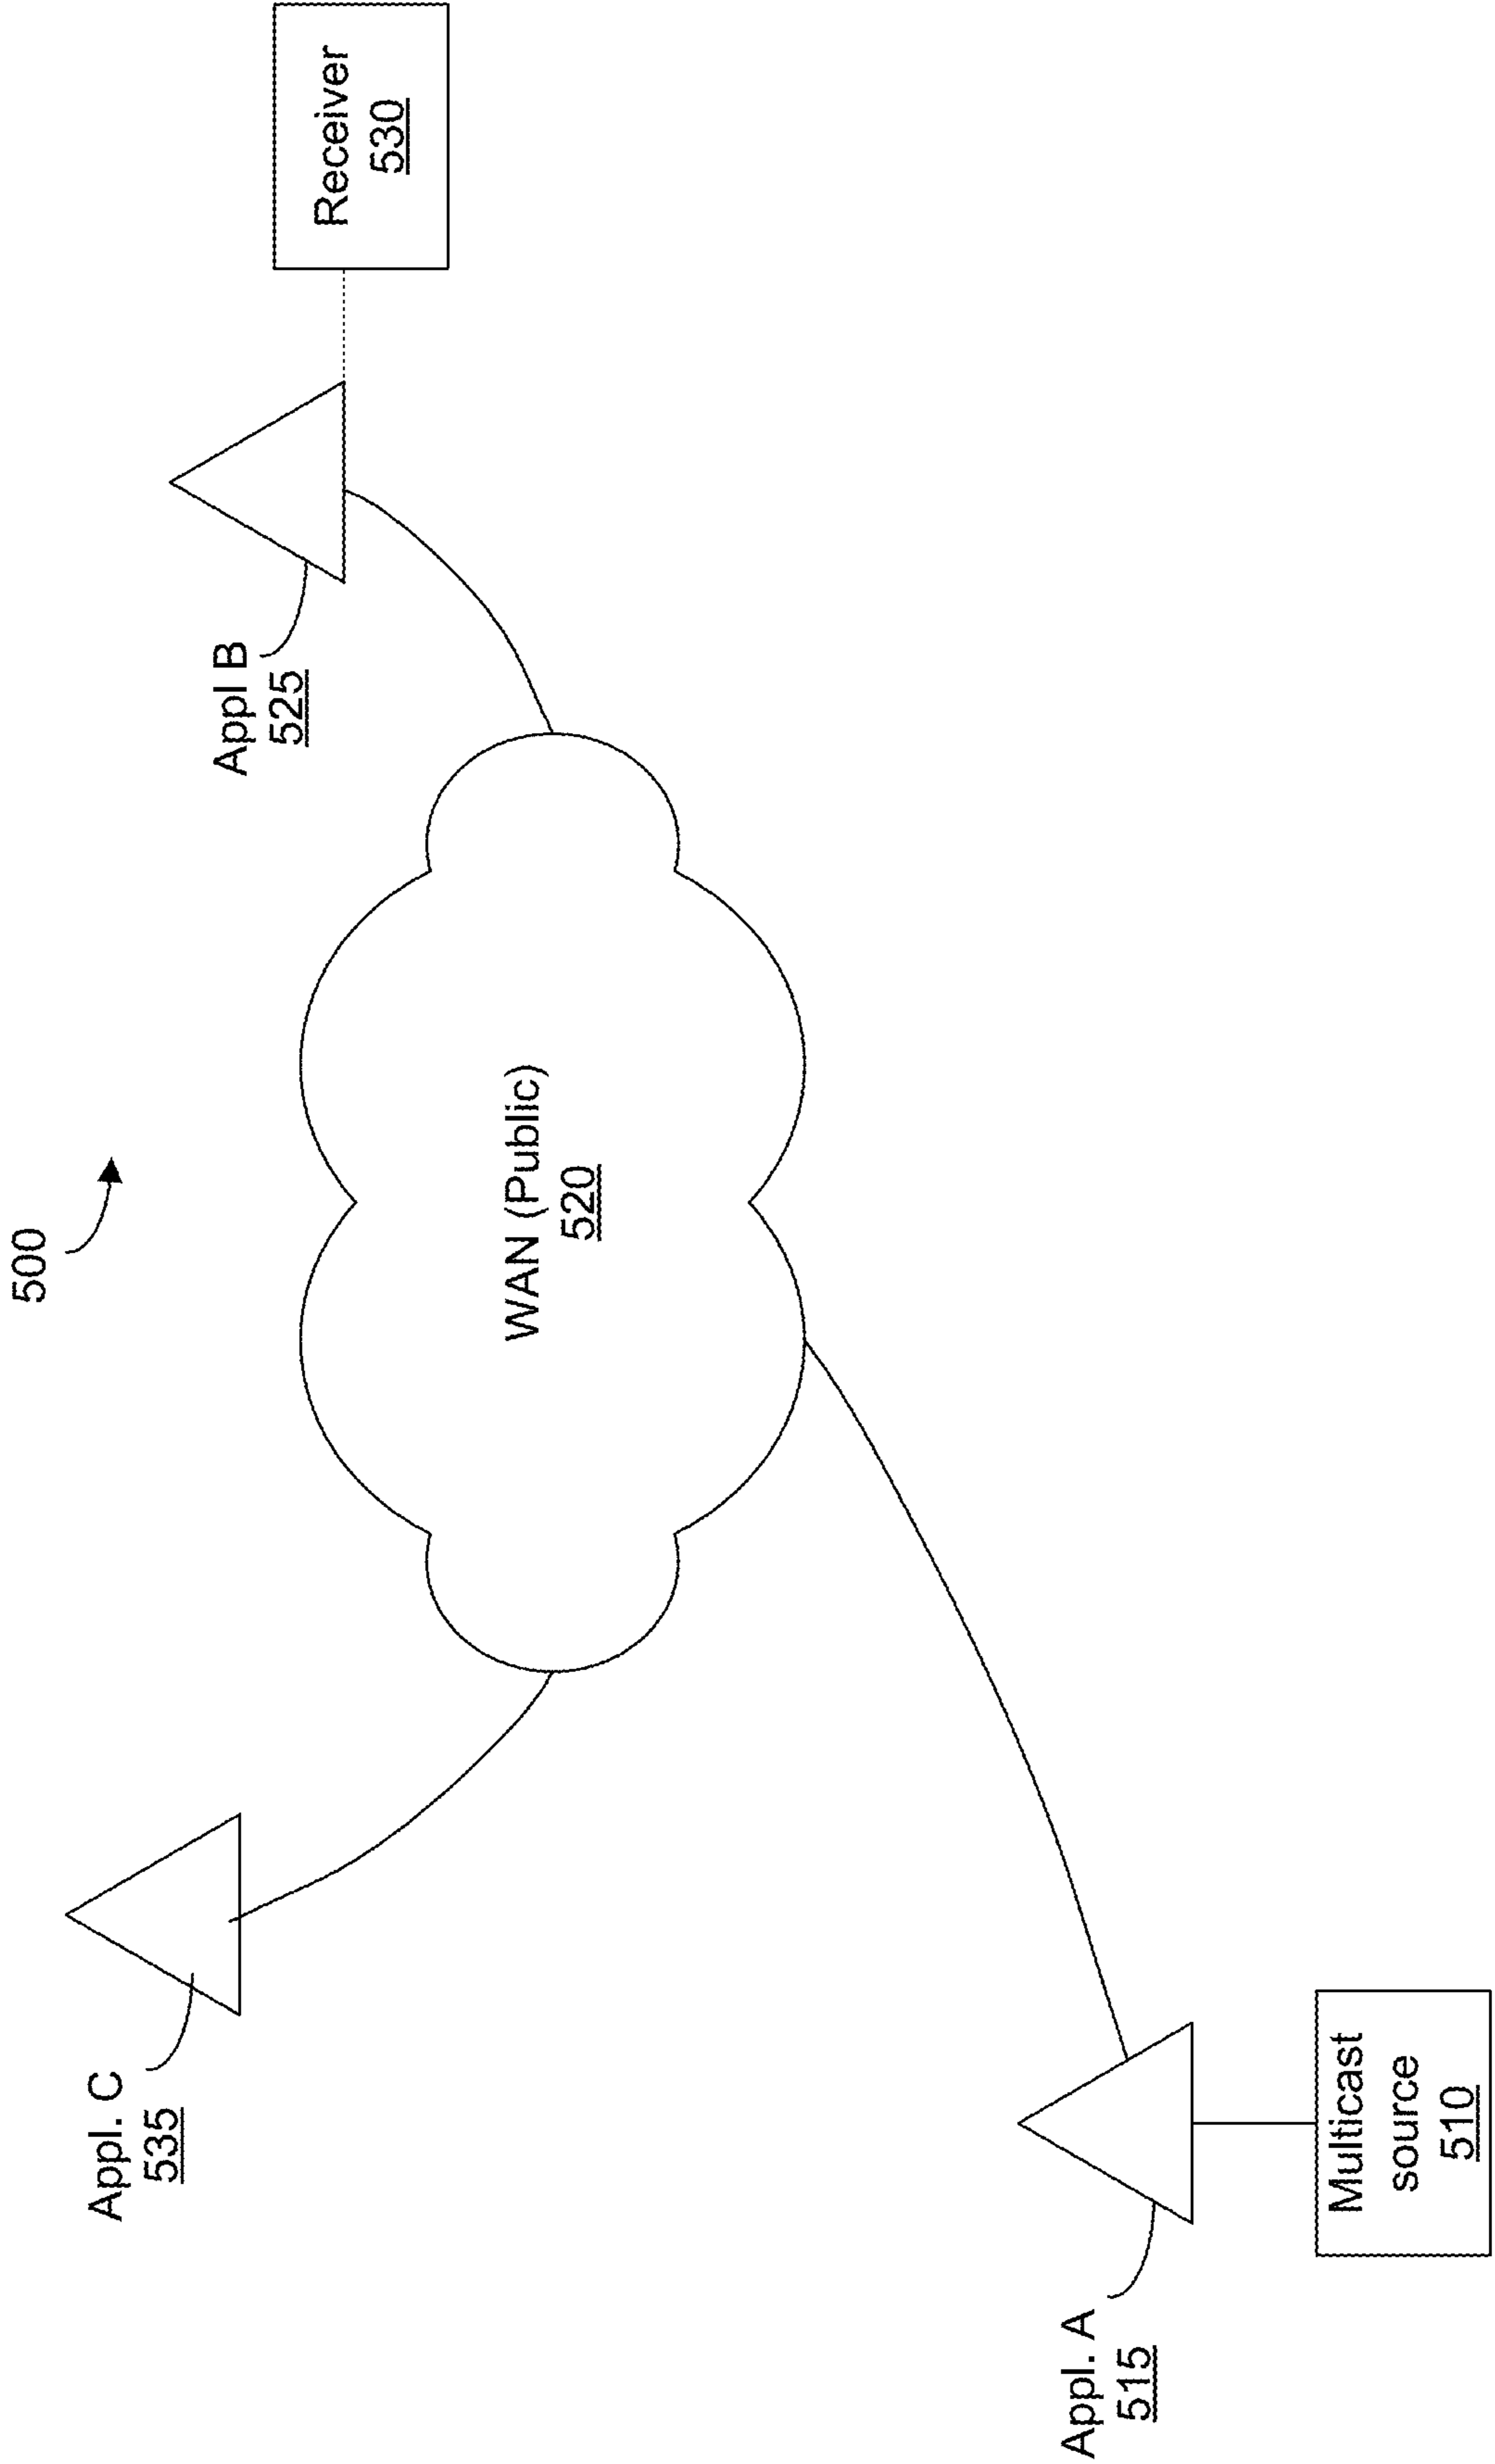 500
Appl. C
535
Appl B
525
Receiver
530
WAN (Public)
520
Appl. A
515
Multicast
source
510